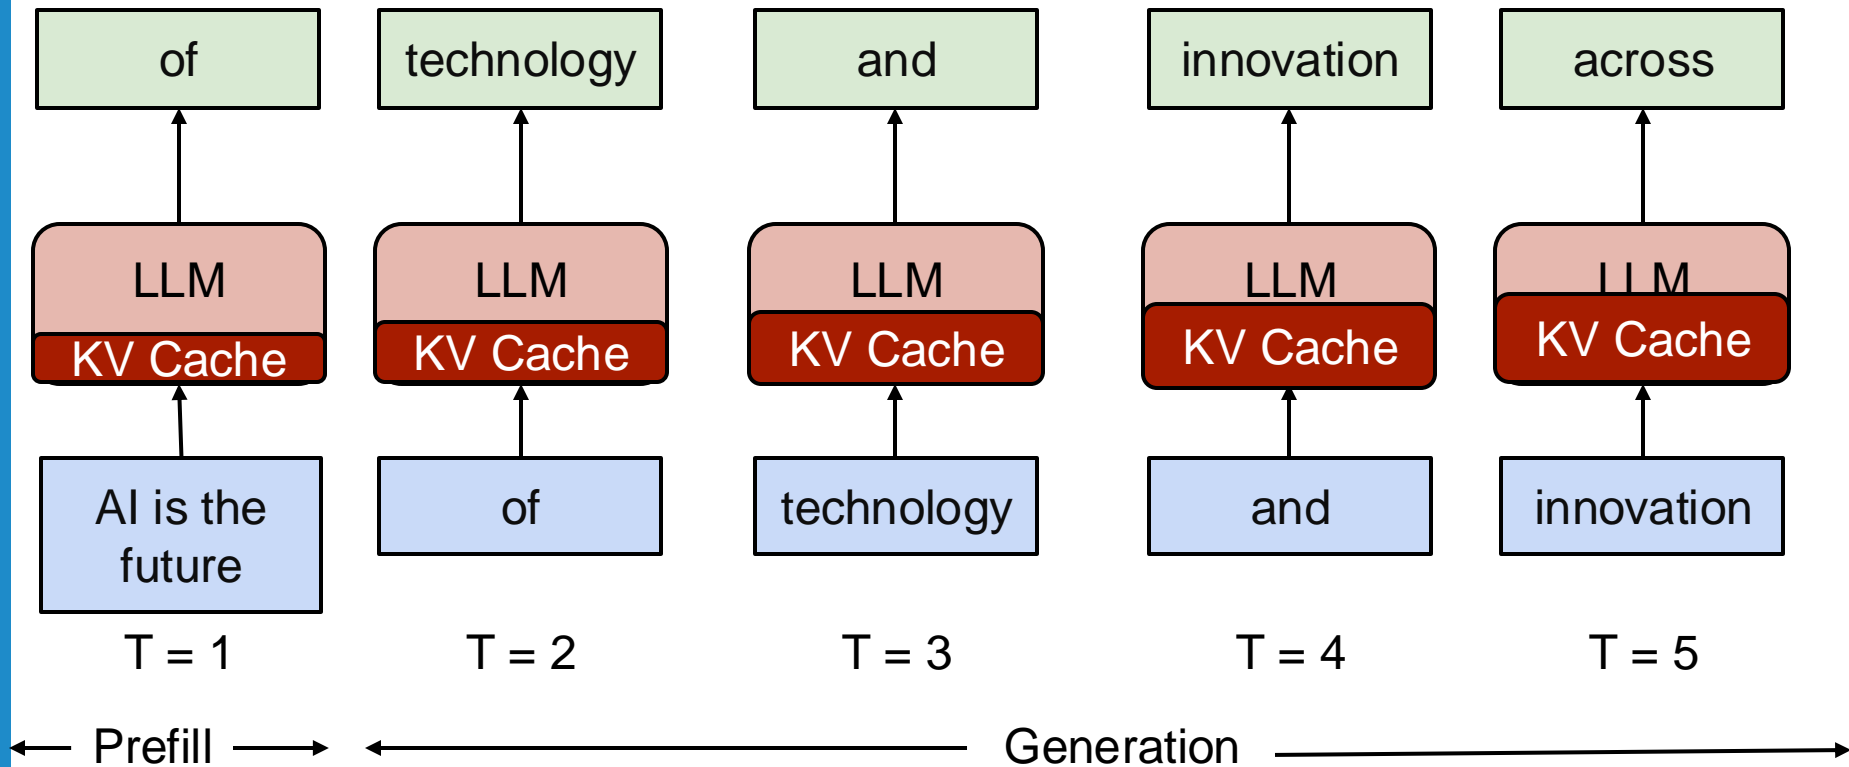 of
technology
and
innovation
across
LLM
LLM
LLM
LLM
LLM
KV Cache
KV Cache
KV Cache
KV Cache
KV Cache
AI is the
future
of
technology
and
innovation
T = 1
T = 2
T = 3
T = 4
T = 5
Prefill
Generation